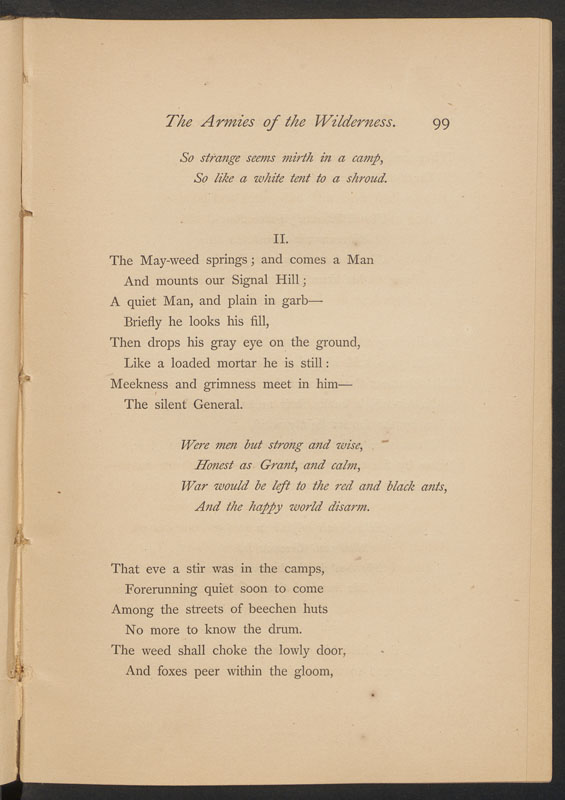 The Armies of the Wilderness. 99
So strange seems mirth in a camp,
So like a white tent to a shroud.
II.
The May-weed springs; and comes a Man
And mounts our Signal Hill;
A quiet Man, and plain in garb—
Briefly he looks his fill,
Then drops his gray eye on the ground,
Like a loaded mortar he is still:
Meekness and grimness meet in him—
The silent General.
Were men but strong and wise,
Honest as Grant, and calm,
War would be left to the red and black ants,
And the happy world disarm.
That eve a stir was in the camps,
Forerunning quiet soon to come
Among the streets of beechen huts
No more to know the drum.
The weed shall choke the lowly door,
And foxes peer within the gloom,